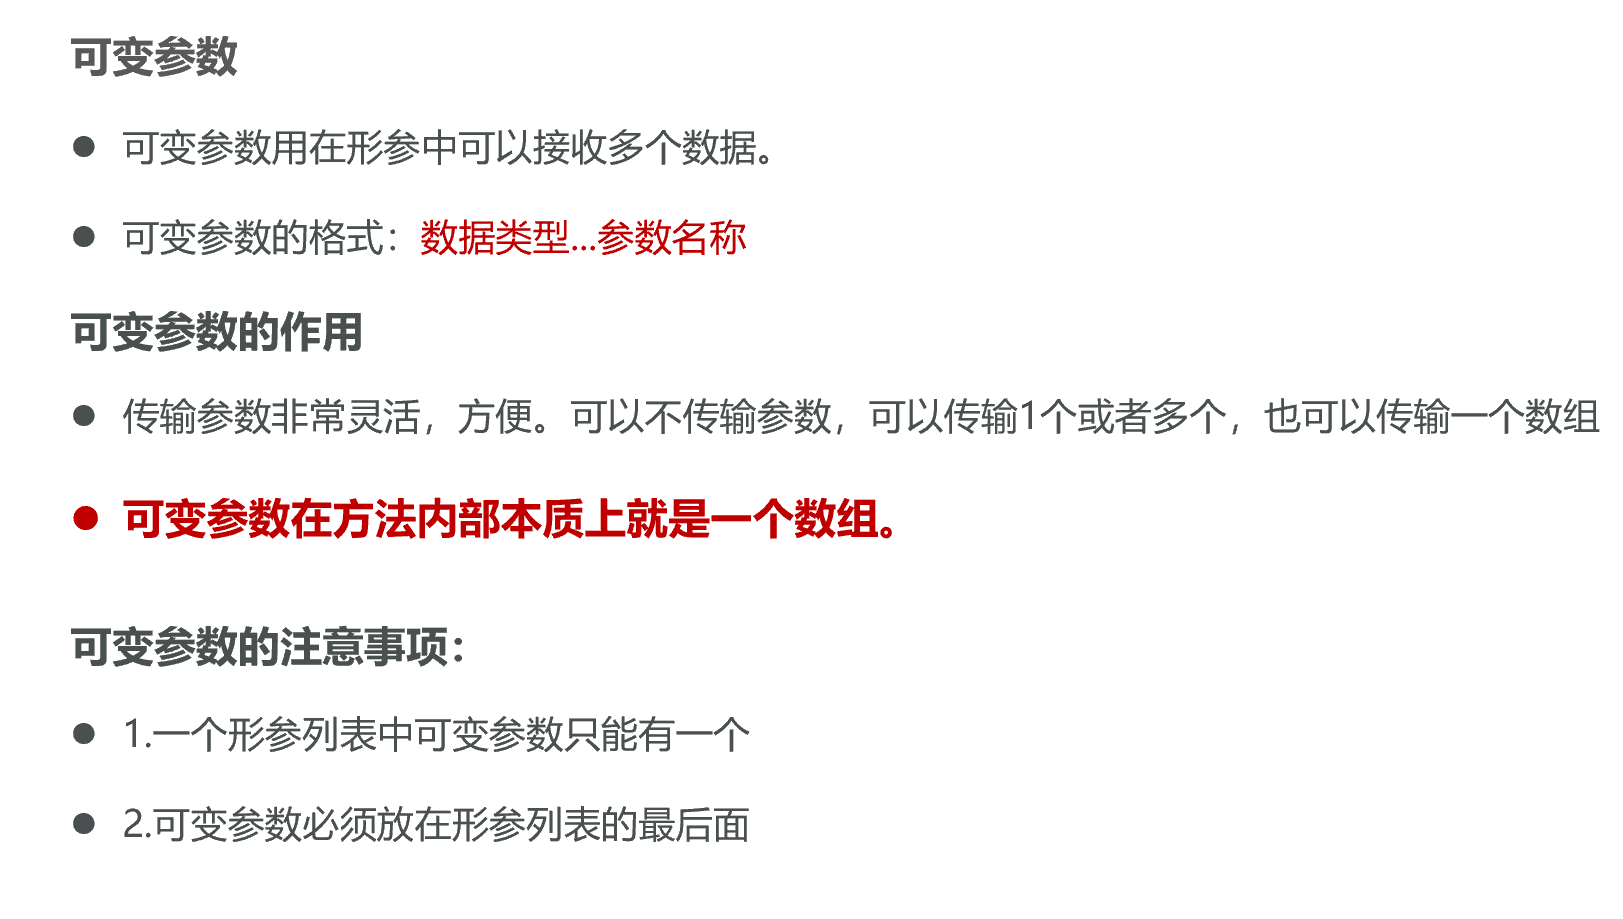 可变参数
● 可变参数用在形参中可以接收多个数据。
● 可变参数的格式：数据类型...参数名称
可变参数的作用
● 传输参数非常灵活，方便。可以不传输参数，可以传输1个或者多个，也可以传输一个数组
● 可变参数在方法内部本质上就是一个数组。
可变参数的注意事项：
● 1.一个形参列表中可变参数只能有一个
● 2.可变参数必须放在形参列表的最后面